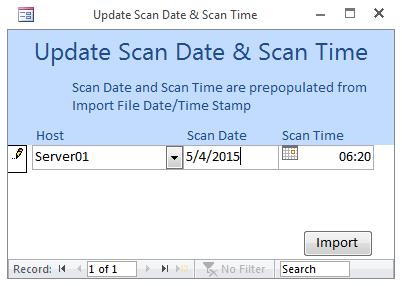 Update Scan Date & Scan Time
Update Scan Date & Scan Time
Scan Date and Scan Time are prepopulated from
Import File Date/Time Stamp
Host Scan Date Scan Time
Server01 5/4/2015 06:20
Import
Record: 1 of 1 No Filter Search